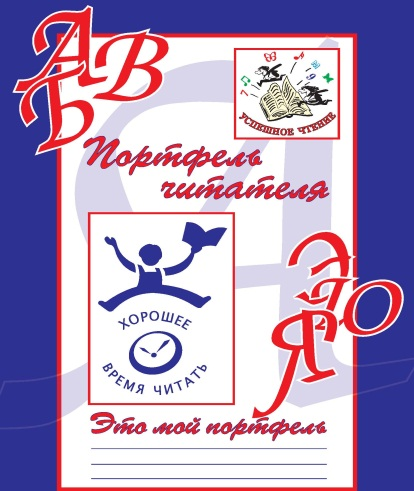 А
Б
В
УСПЕШНОЕ ЧТЕНИЕ
Портфель
читателя
ХОРОШЕЕ
ВРЕМЯ ЧИТАТЬ
Э
Ю
Я
Это мой портфель